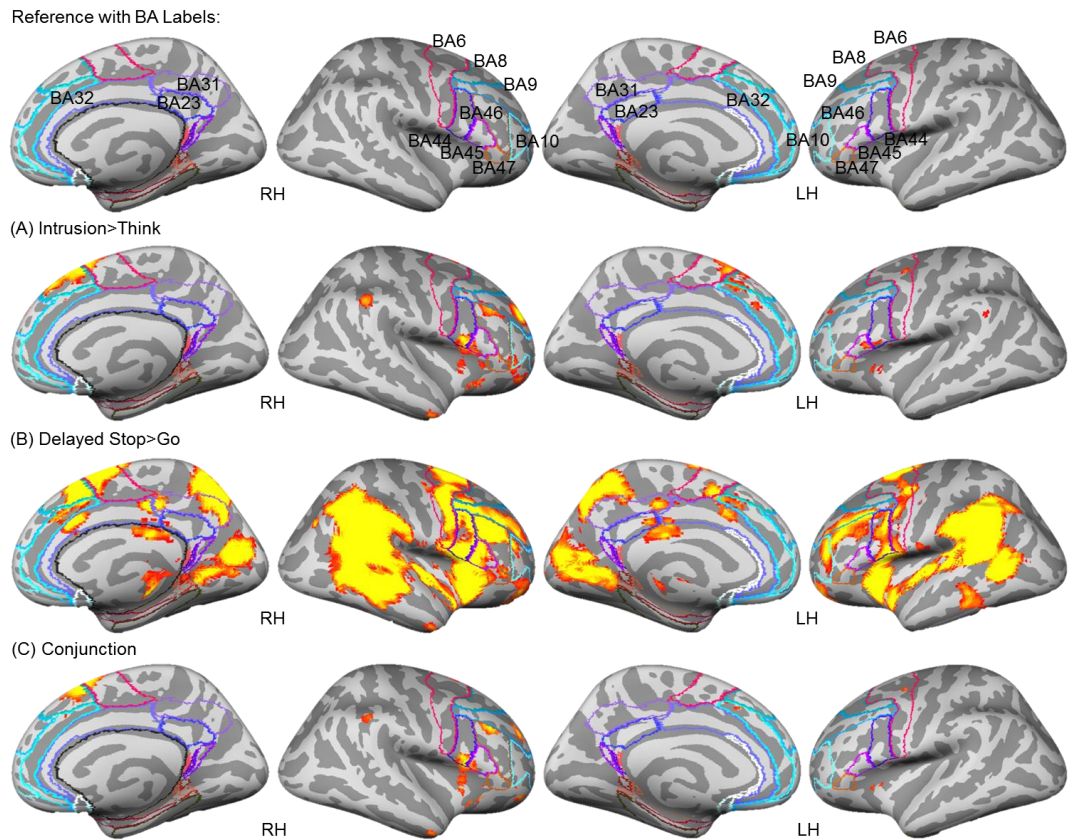 Reference with BA Labels:
BA32
BA31
BA23
BA6
BA8
BA9
BA46
BA44
BA45
BA10
BA47
BA31
BA23
BA32
BA6
BA8
BA9
BA46
BA10
BA44
BA45
BA47
RH
LH
(A) Intrusion>Think
RH
LH
(B) Delayed Stop>Go
RH
LH
(C) Conjunction
RH
LH